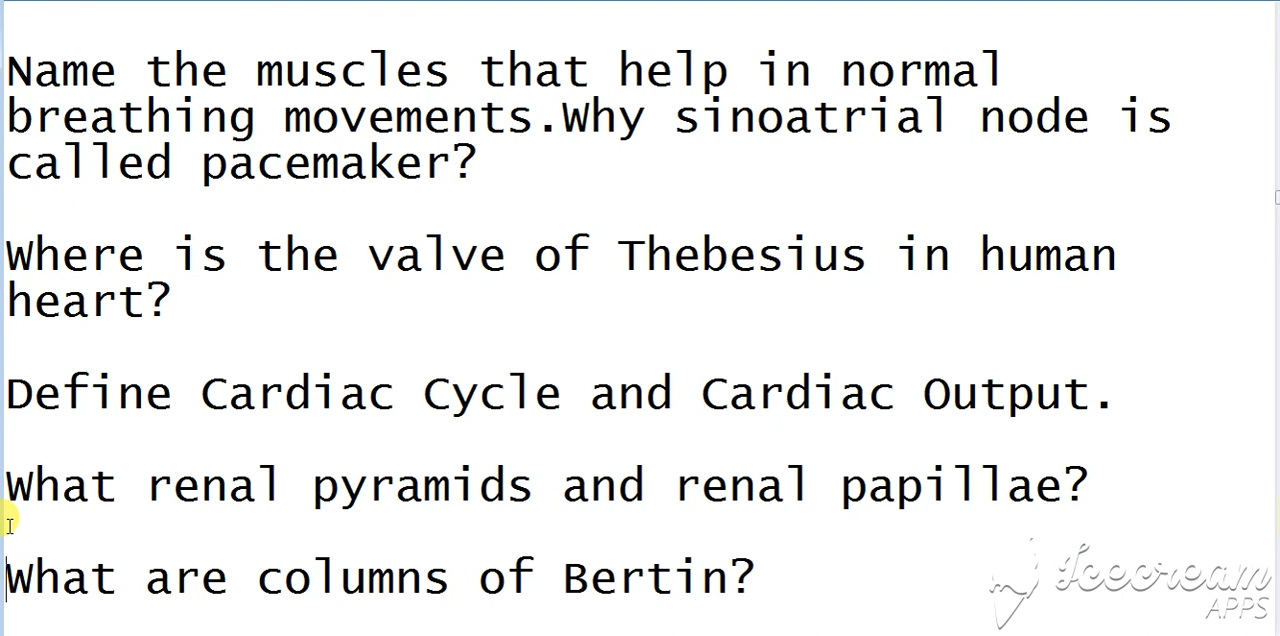 Name the muscles that help in normal
breathing movements.Why sinoatrial node is
called pacemaker?
Where is the valve of Thebesius in human
heart?
Define Cardiac Cycle and Cardiac Output.
What renal pyramids and renal papillae?
What are columns of Bertin?
Icecream
APPS